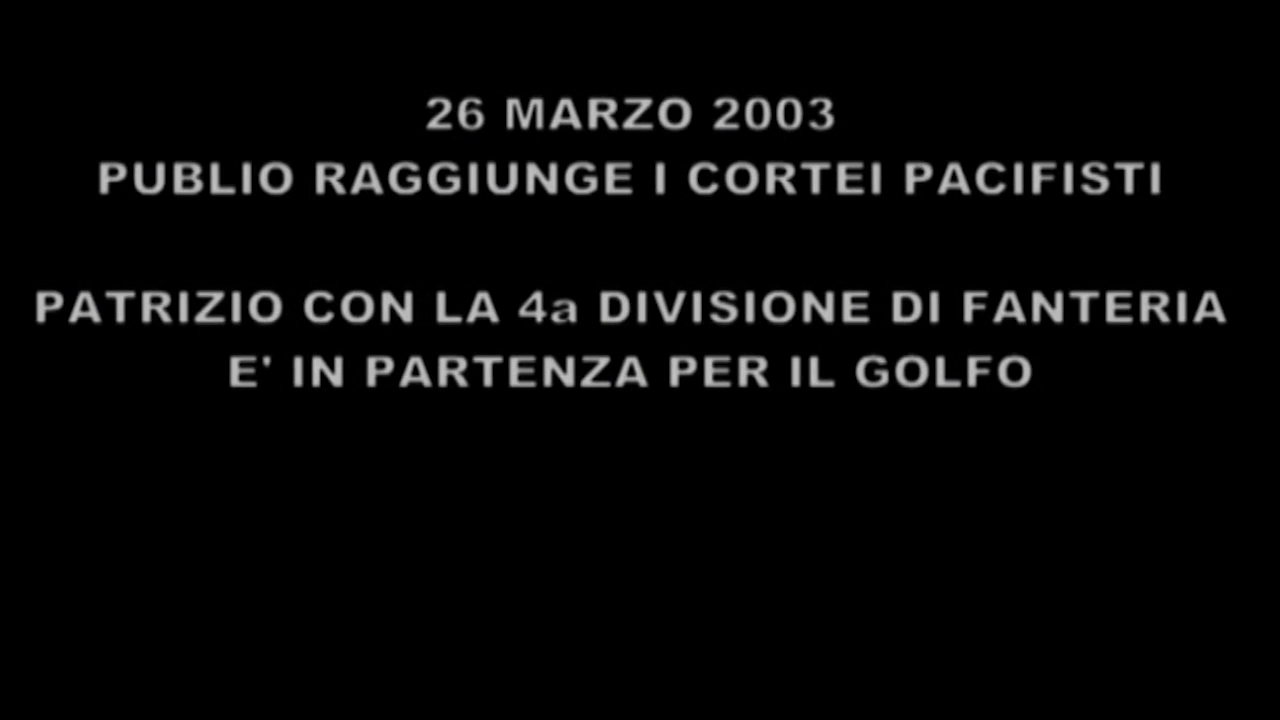 26 MARZO 2003
PUBLIO RAGGIUNGE I CORTEI PACIFISTI
PATRIZIO CON LA 4a DIVISIONE DI FANTERIA
E' IN PARTENZA PER IL GOLFO